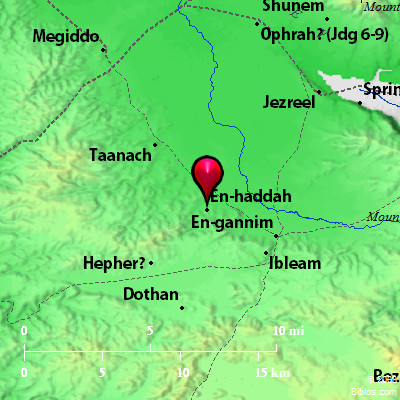 Shunem
Mount
Megiddo
Ophrah? (Jdg 6-9)
Jezreel
Sprin
Taanach
En-haddah
En-gannim
Mount
Hepher?
Ibleam
Dothan
0 5 10 mi
0 10 15 km
Bez
Biblos.com